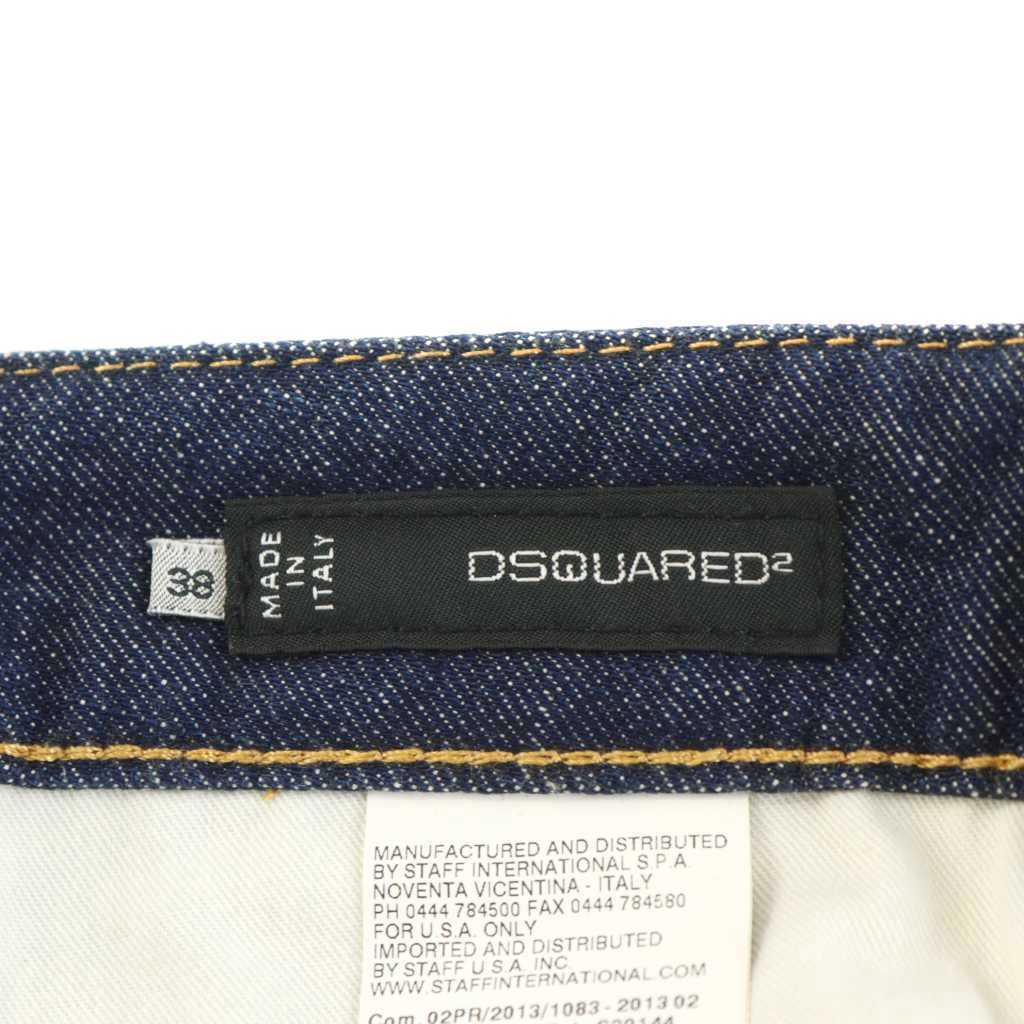 38
MADE
IN
ITALY
DSQUARED²
MANUFACTURED AND DISTRIBUTED
BY STAFF INTERNATIONAL S.P.A.
NOVENTA VICENTINA - ITALY
PH 0444 784500 FAX 0444 784580
FOR U.S.A. ONLY
IMPORTED AND DISTRIBUTED
BY STAFF U.S.A. INC.
WWW.STAFFINTERNATIONAL.COM
Com. 02PR/2013/1083 - 2013 02